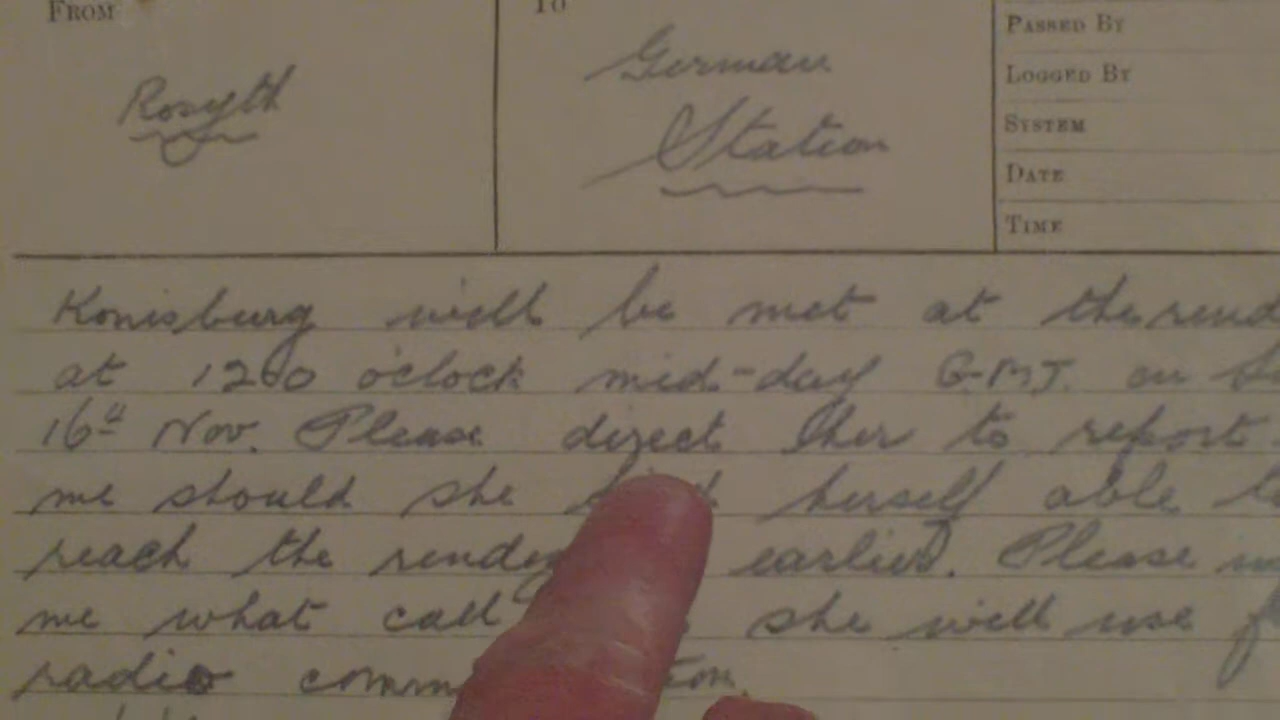 FROM
TO
PASSED BY
Rosyth
German
Station
LOGGED BY
SYSTEM
DATE
TIME
Konisburg will be met at the rend
at 1200 o'clock mid-day G.M.T. on
16th Nov. Please direct her to report
me should she herself able to
reach the earlier. Please
me what call she will use
radio